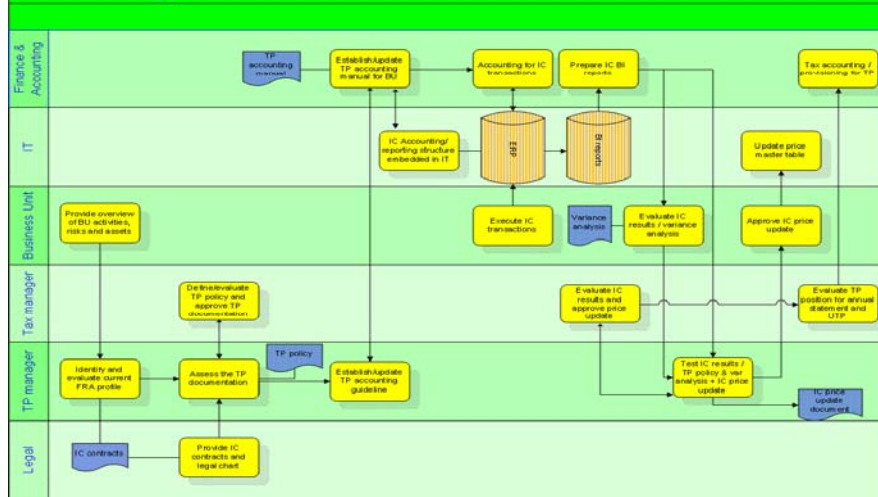 Finance &
Accounting
TP
accounting
manual
Establish/update
TP accounting
manual for BU
Accounting for IC
transactions
Prepare IC BI
reports
Tax accounting /
provisioning for TP
IT
IC Accounting/
reporting structure
embedded in IT
ERP
BI reports
Update price
master table
Business Unit
Provide overview
of BU activities,
risks and assets
Execute IC
transactions
Variance
analysis
Evaluate IC
results / variance
analysis
Approve IC price
update
Tax manager
Define/evaluate
TP policy and
approve TP
documentation
Evaluate IC
results and
approve price
update
Evaluate TP
position for annual
statement and
UTP
TP manager
Identify and
evaluate current
FRA profile
Assess the TP
documentation
TP policy
Establish/update
TP accounting
guideline
Test IC results /
TP policy & var
analysis + IC price
update
IC price
update
document
Legal
IC contracts
Provide IC
contracts and
legal chart